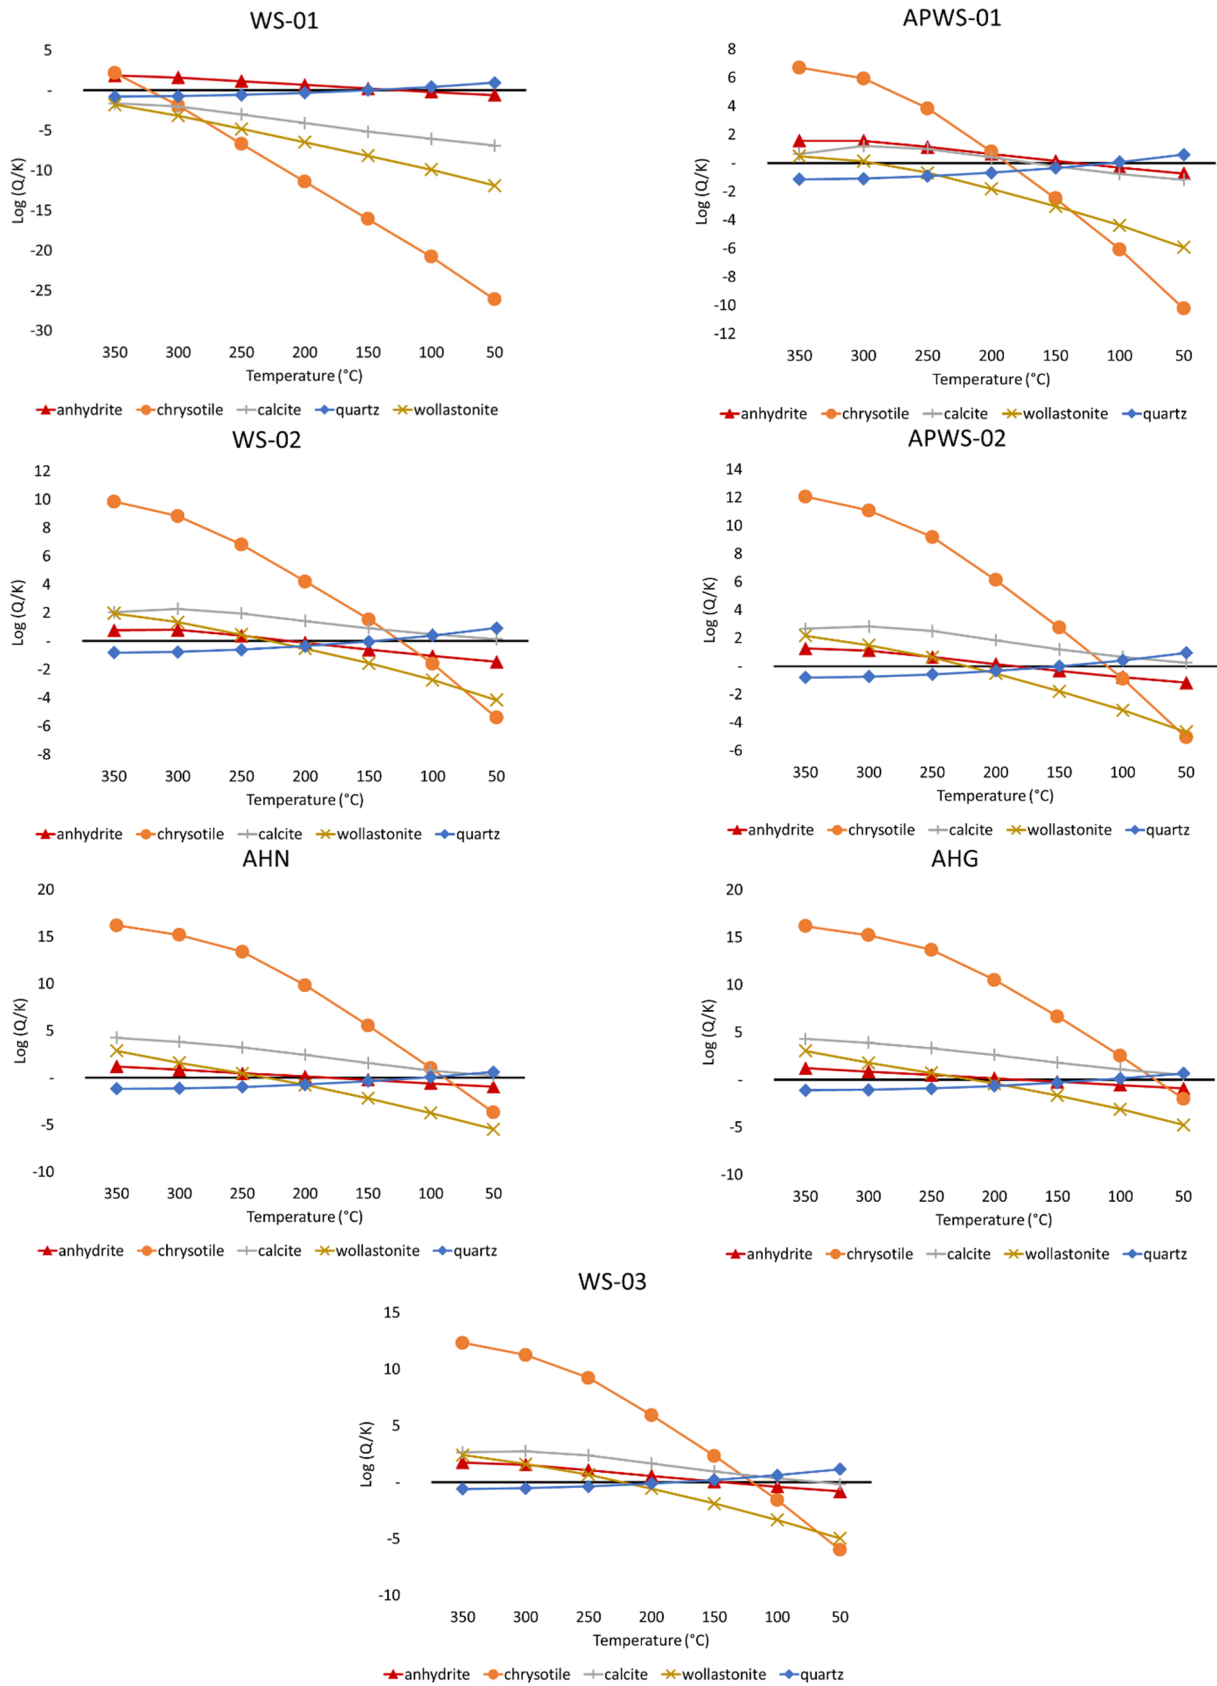 WS-01
5
-
-5
-10
-15
-20
-25
-30
Log (Q/K)
350 300 250 200 150 100 50
Temperature (°C)
anhydrite chrysotile calcite quartz wollastonite
APWS-01
8
6
4
2
-
-2
-4
-6
-8
-10
-12
Log (Q/K)
350 300 250 200 150 100 50
Temperature (°C)
anhydrite chrysotile calcite wollastonite quartz
WS-02
12
10
8
6
4
2
-
-2
-4
-6
-8
Log (Q/K)
350 300 250 200 150 100 50
Temperature (°C)
anhydrite chrysotile calcite wollastonite quartz
APWS-02
14
12
10
8
6
4
2
-
-2
-4
-6
Log (Q/K)
350 300 250 200 150 100 50
Temperature (°C)
anhydrite chrysotile calcite wollastonite quartz
AHN
20
15
10
5
-
-5
-10
Log (Q/K)
350 300 250 200 150 100 50
Temperature (°C)
anhydrite chrysotile calcite wollastonite quartz
AHG
20
15
10
5
-
-5
-10
Log (Q/K)
350 300 250 200 150 100 50
Temperature (°C)
anhydrite chrysotile calcite wollastonite quartz
WS-03
15
10
5
-
-5
-10
Log (Q/K)
350 300 250 200 150 100 50
Temperature (°C)
anhydrite chrysotile calcite wollastonite quartz